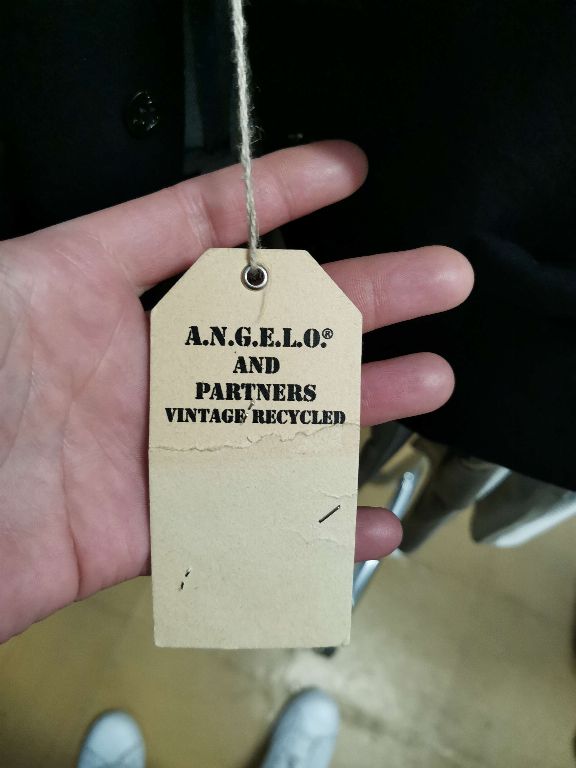 A.N.G.E.L.O.®
AND
PARTNERS
VINTAGE RECYCLED